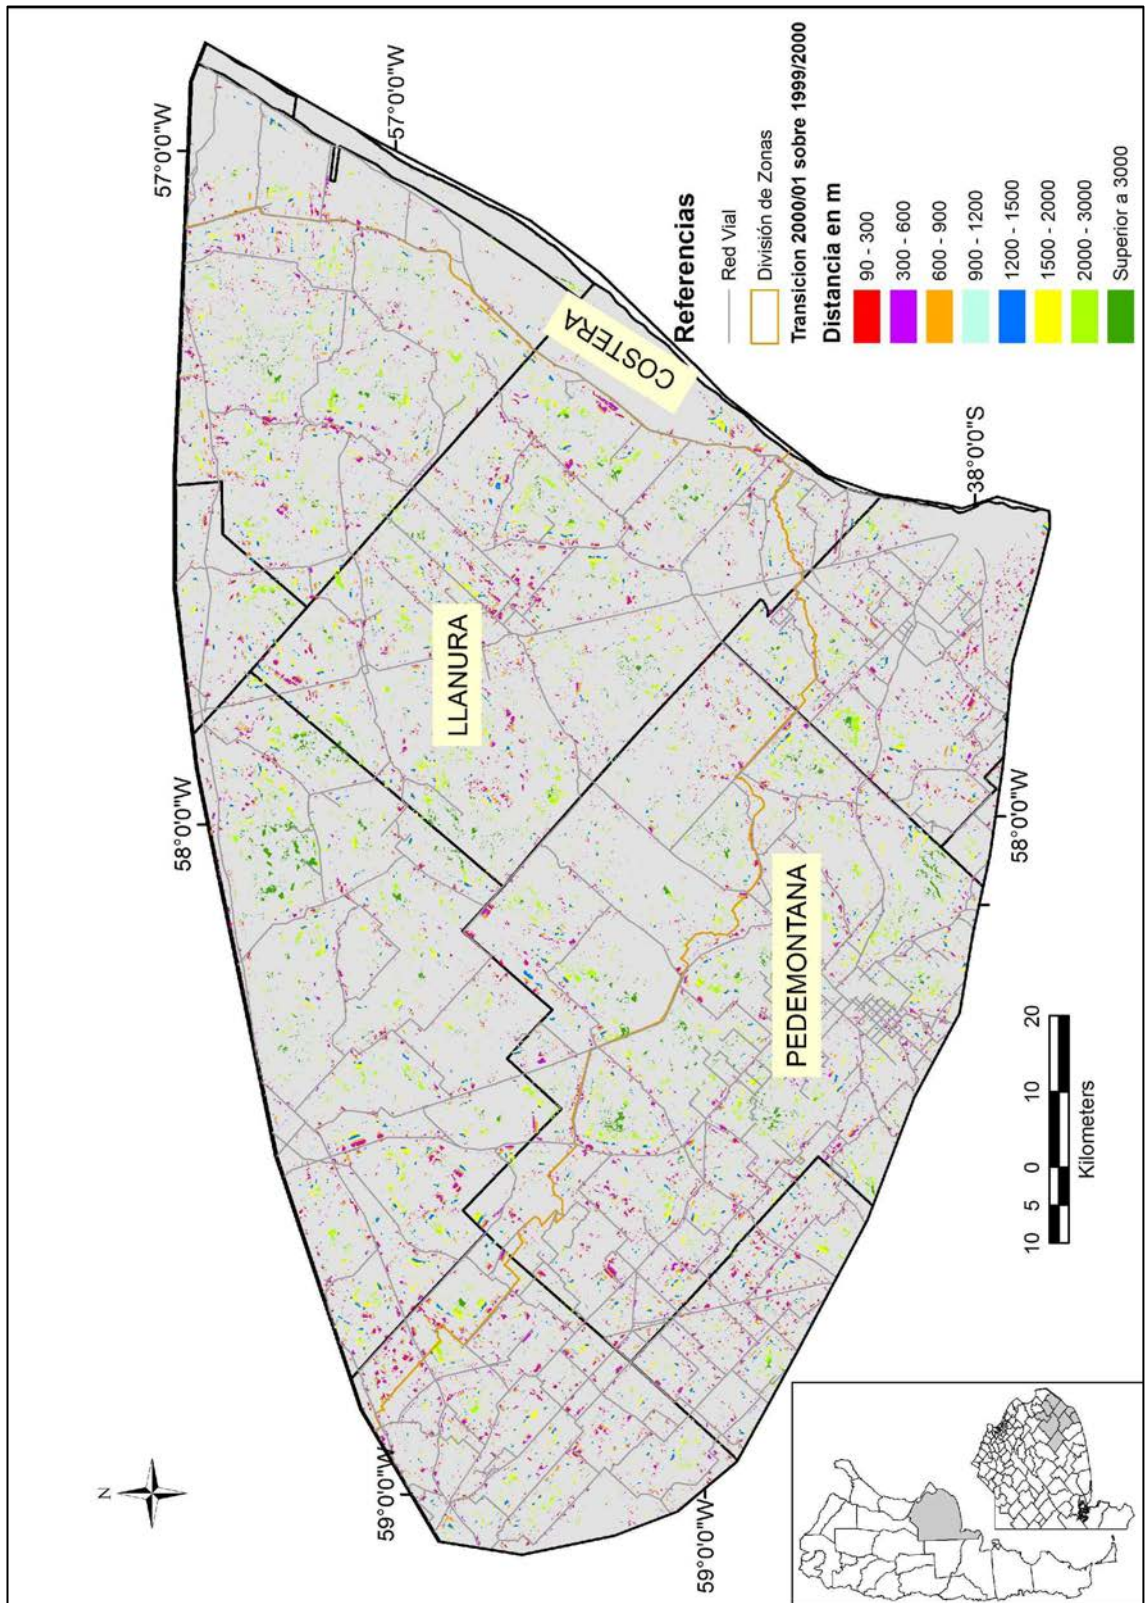 N
57°0'0"W
57°0'0"W
58°0'0"W
58°0'0"W
59°0'0"W
59°0'0"W
38°0'0"S
COSTERA
LLANURA
PEDEMONTANA
Referencias
Red Vial
División de Zonas
Transicion 2000/01 sobre 1999/2000
Distancia en m
90 - 300
300 - 600
600 - 900
900 - 1200
1200 - 1500
1500 - 2000
2000 - 3000
Superior a 3000
10 5 0 10 20
Kilometers